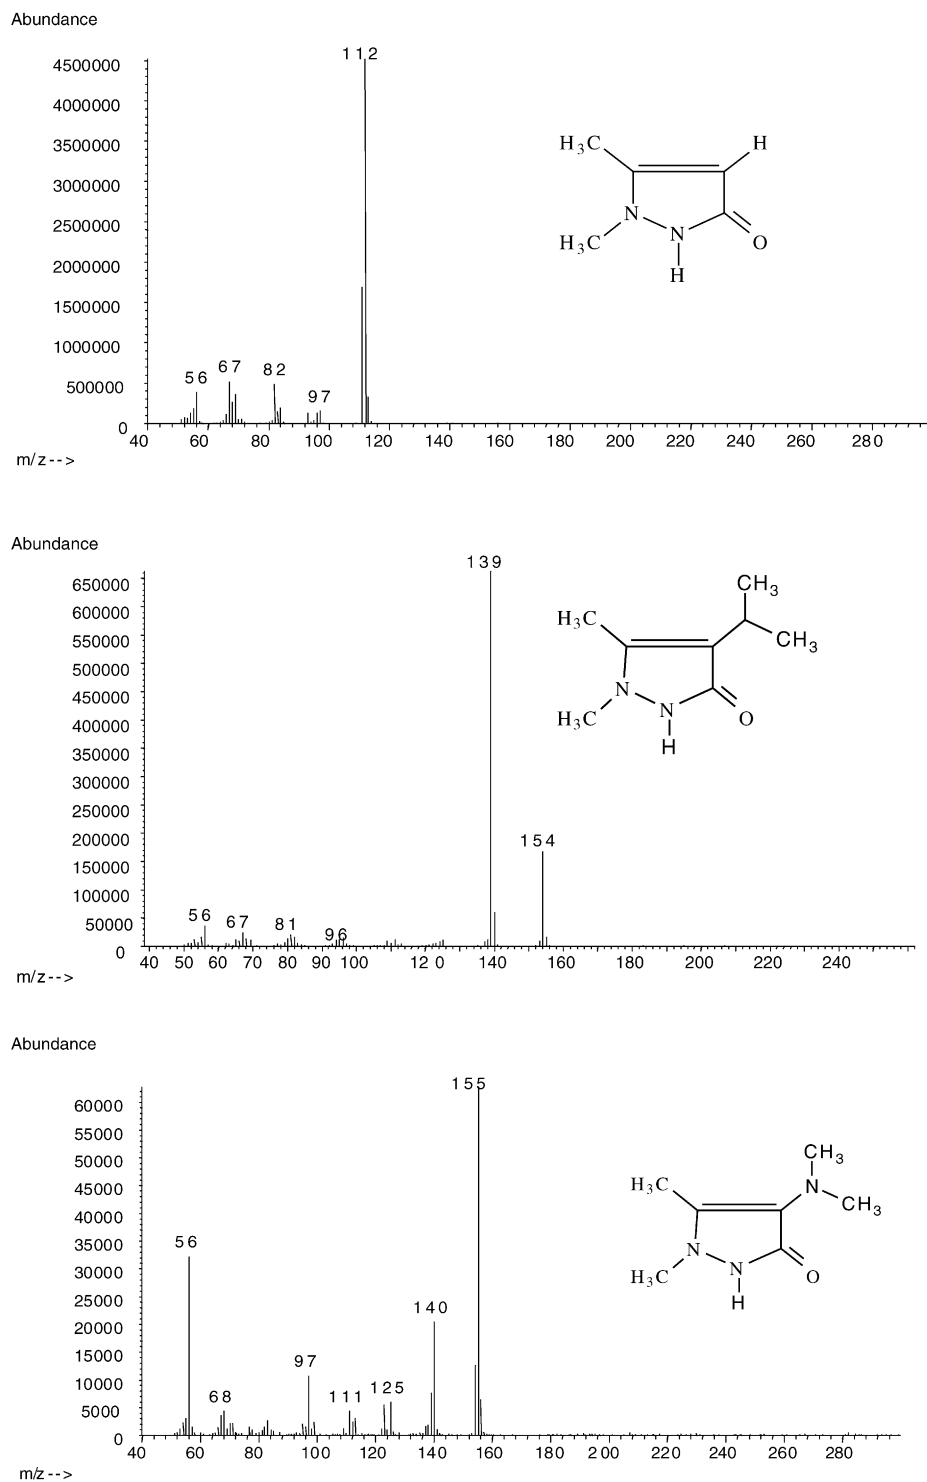 Abundance
112
4500000
4000000
3500000
3000000
2500000
2000000
1500000
1000000
500000
0
56
67
82
97
H₃C
H
N
N
H₃C
O
H
40 60 80 100 120 140 160 180 200 220 240 260 280
m/z-->
Abundance
139
650000
600000
550000
500000
450000
400000
350000
300000
250000
200000
150000
100000
50000
0
154
56
67
81
96
CH₃
H₃C
CH₃
N
N
H₃C
O
H
40 50 60 70 80 90 100 12 0 140 160 180 200 220 240
m/z-->
Abundance
155
60000
55000
50000
45000
40000
35000
30000
25000
20000
15000
10000
5000
0
56
140
97
68
111
125
CH₃
H₃C
N
CH₃
N
N
H₃C
O
H
40 60 80 100 120 140 160 180 200 220 240 260 280
m/z-->